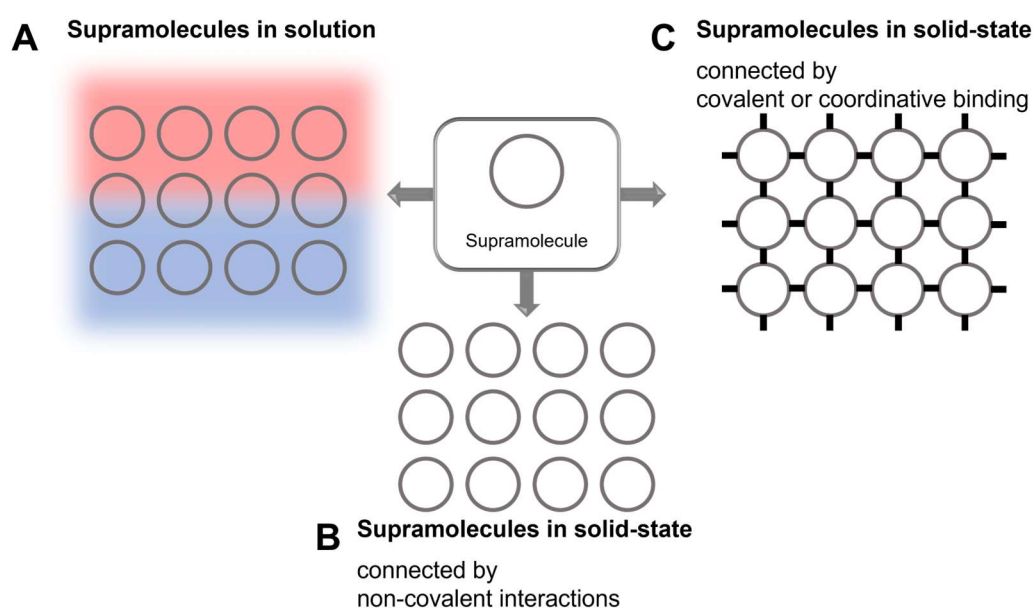 A
Supramolecules in solution
C
Supramolecules in solid-state
connected by
covalent or coordinative binding
Supramolecule
B
Supramolecules in solid-state
connected by
non-covalent interactions